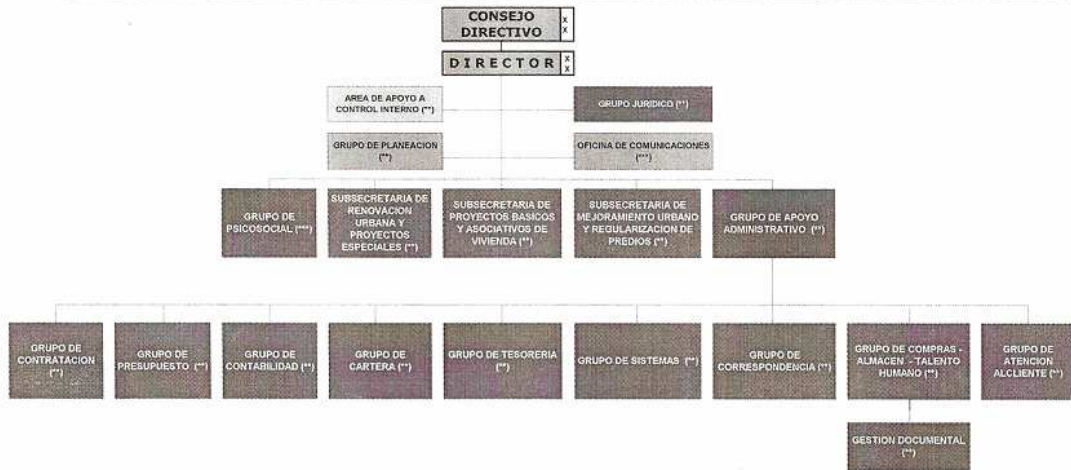 CONSEJO
DIRECTIVO
x
x
DIRECTOR
x
x
AREA DE APOYO A
CONTROL INTERNO (**)
GRUPO JURIDICO (**)
GRUPO DE PLANEACION
(**)
OFICINA DE COMUNICACIONES
(***)
GRUPO DE
PSICOSOCIAL (***)
SUBSECRETARIA DE
RENOVACION
URBANA Y
PROYECTOS
ESPECIALES (**)
SUBSECRETARIA DE
PROYECTOS BASICOS
Y ASOCIATIVOS DE
VIVIENDA (**)
SUBSECRETARIA DE
MEJORAMIENTO URBANO
Y REGULARIZACION DE
PREDIOS (**)
GRUPO DE APOYO
ADMINISTRATIVO (**)
GRUPO DE
CONTRATACION
(**)
GRUPO DE
PRESUPUESTO (**)
GRUPO DE
CONTABILIDAD (**)
GRUPO DE
CARTERA (**)
GRUPO DE TESORERIA
(**)
GRUPO DE SISTEMAS (**)
GRUPO DE
CORRESPONDENCIA (**)
GRUPO DE COMPRAS -
ALMACEN - TALENTO
HUMANO (**)
GRUPO DE
ATENCION
ALCLIENTE (**)
GESTION DOCUMENTAL
(**)